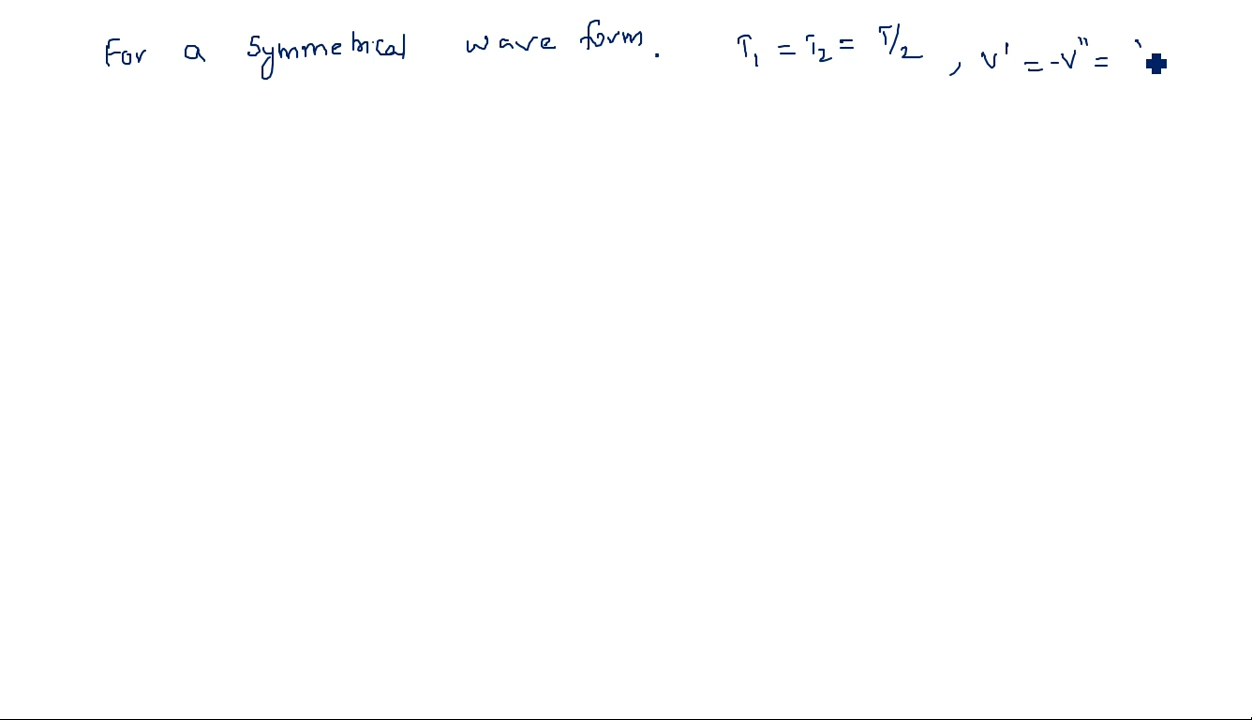 For a Symmetrical wave form. T₁ = T₂ = T/2 , V' = -V" =